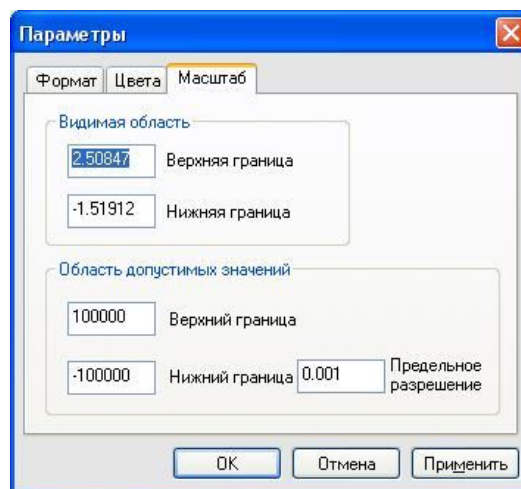 Параметры
Формат Цвета Масштаб
Видимая область
2.50847 Верхняя граница
-1.51912 Нижняя граница
Область допустимых значений
100000 Верхний граница
-100000 Нижний граница 0.001 Предельное
разрешение
OK Отмена Применить